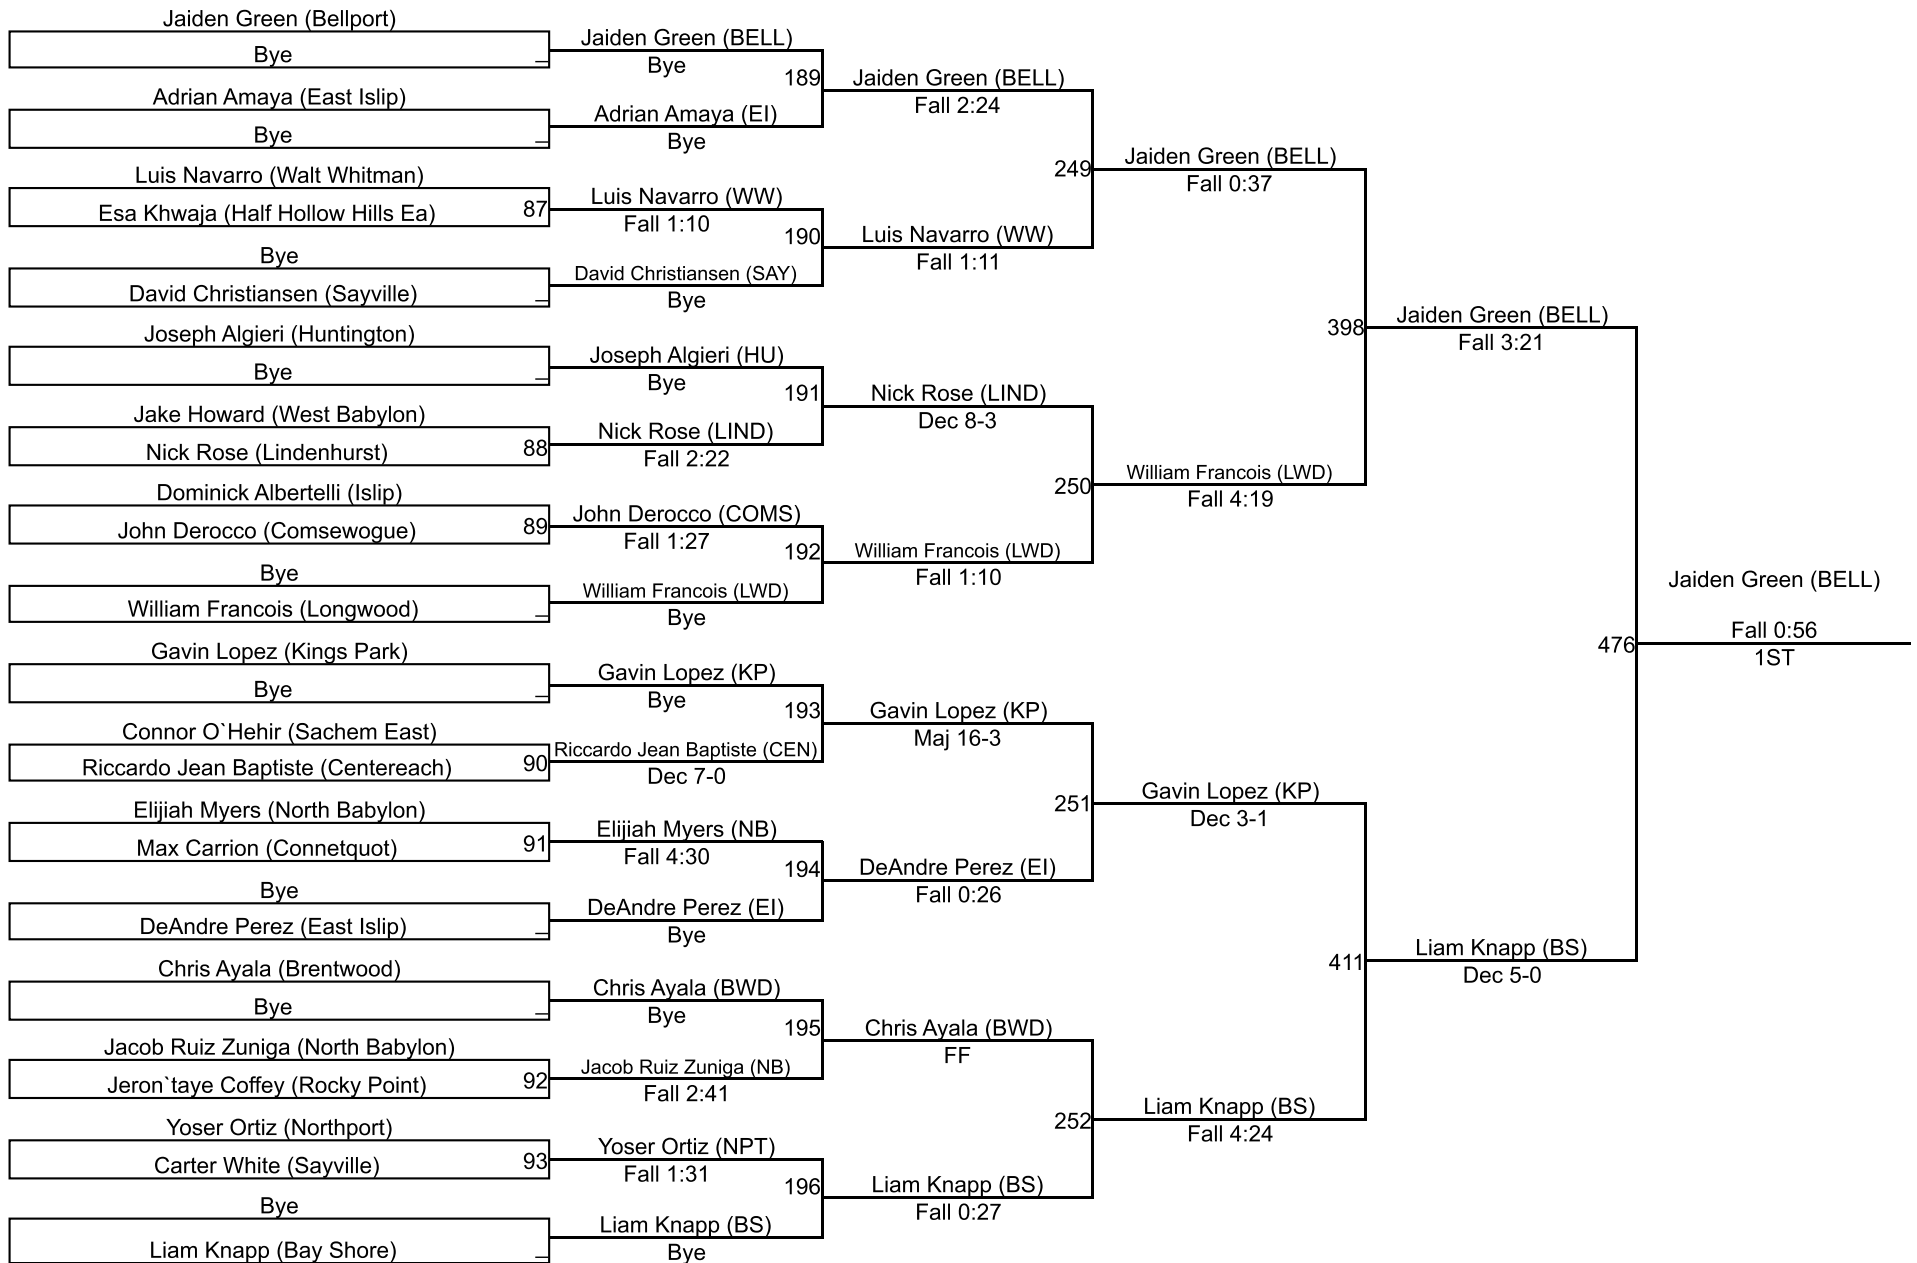 Jaiden Green (Bellport)
Bye
_
Adrian Amaya (East Islip)
Bye
_
Luis Navarro (Walt Whitman)
Esa Khwaja (Half Hollow Hills Ea)
87
Bye
David Christiansen (Sayville)
_
Joseph Algieri (Huntington)
Bye
_
Jake Howard (West Babylon)
Nick Rose (Lindenhurst)
88
Dominick Albertelli (Islip)
John Derocco (Comsewogue)
89
Bye
William Francois (Longwood)
_
Gavin Lopez (Kings Park)
Bye
_
Connor O`Hehir (Sachem East)
Riccardo Jean Baptiste (Centereach)
90
Elijiah Myers (North Babylon)
Max Carrion (Connetquot)
91
Bye
DeAndre Perez (East Islip)
_
Chris Ayala (Brentwood)
Bye
_
Jacob Ruiz Zuniga (North Babylon)
Jeron`taye Coffey (Rocky Point)
92
Yoser Ortiz (Northport)
Carter White (Sayville)
93
Bye
Liam Knapp (Bay Shore)
_
Jaiden Green (BELL)
Bye
189
Adrian Amaya (EI)
Bye
Luis Navarro (WW)
Fall 1:10
190
David Christiansen (SAY)
Bye
Joseph Algieri (HU)
Bye
191
Nick Rose (LIND)
Fall 2:22
John Derocco (COMS)
Fall 1:27
192
William Francois (LWD)
Bye
Gavin Lopez (KP)
Bye
193
Riccardo Jean Baptiste (CEN)
Dec 7-0
Elijiah Myers (NB)
Fall 4:30
194
DeAndre Perez (EI)
Bye
Chris Ayala (BWD)
Bye
195
Jacob Ruiz Zuniga (NB)
Fall 2:41
Yoser Ortiz (NPT)
Fall 1:31
196
Liam Knapp (BS)
Bye
Jaiden Green (BELL)
Fall 2:24
249
Luis Navarro (WW)
Fall 1:11
Nick Rose (LIND)
Dec 8-3
250
William Francois (LWD)
Fall 1:10
Gavin Lopez (KP)
Maj 16-3
251
DeAndre Perez (EI)
Fall 0:26
Chris Ayala (BWD)
FF
252
Liam Knapp (BS)
Fall 0:27
Jaiden Green (BELL)
Fall 0:37
398
William Francois (LWD)
Fall 4:19
Gavin Lopez (KP)
Dec 3-1
411
Liam Knapp (BS)
Fall 4:24
Jaiden Green (BELL)
Fall 3:21
476
Liam Knapp (BS)
Dec 5-0
Jaiden Green (BELL)
Fall 0:56
1ST